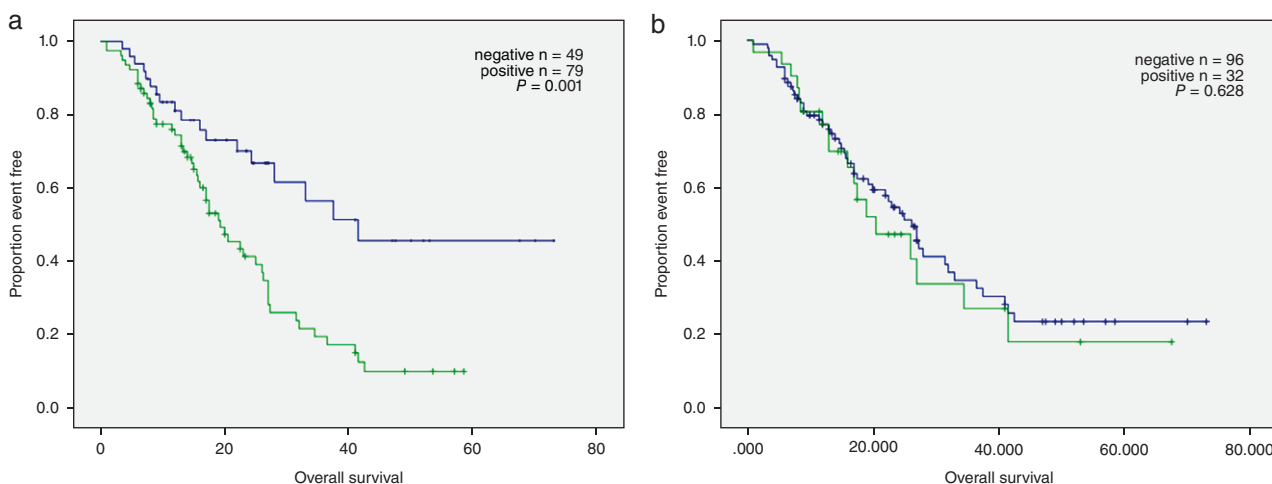 a
negative n = 49
positive n = 79
P = 0.001
Proportion event free
1.0
0.8
0.6
0.4
0.2
0.0
0
20
40
60
80
Overall survival
b
negative n = 96
positive n = 32
P = 0.628
Proportion event free
1.0
0.8
0.6
0.4
0.2
0.0
.000
20.000
40.000
60.000
80.000
Overall survival